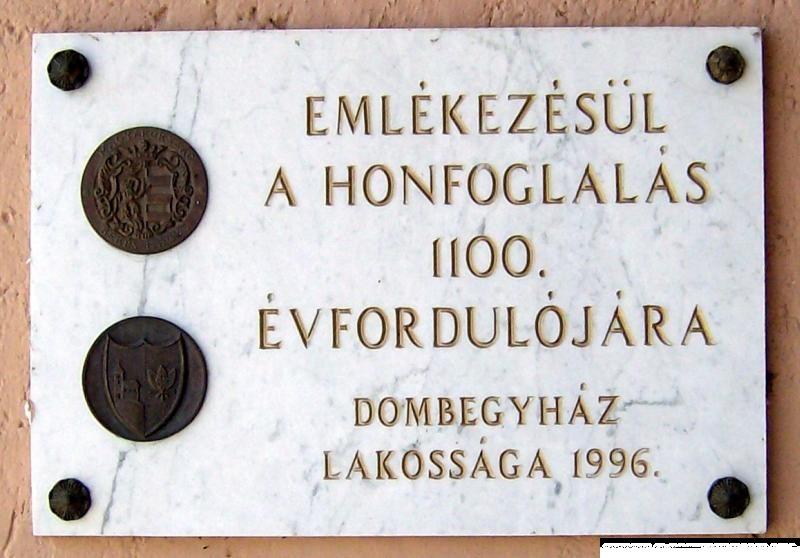 EMLÉKEZÉSÜL
A HONFOGLALÁS
1100.
ÉVFORDULÓJÁRA
DOMBEGYHÁZ
LAKOSSÁGA 1996.